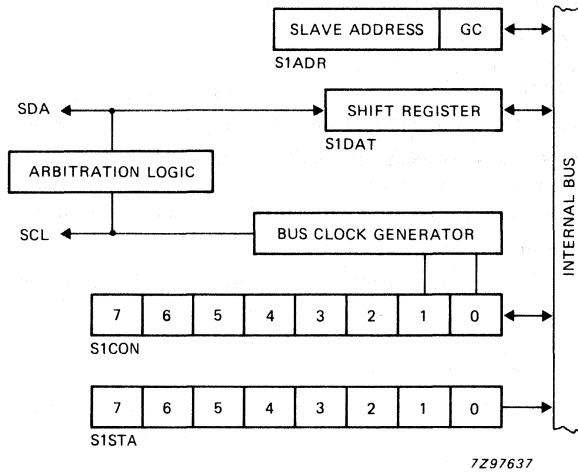 SLAVE ADDRESS GC
S1ADR
SDA SHIFT REGISTER
S1DAT
ARBITRATION LOGIC
SCL BUS CLOCK GENERATOR
INTERNAL BUS
7 6 5 4 3 2 1 0
S1CON
7 6 5 4 3 2 1 0
S1STA
7Z97637